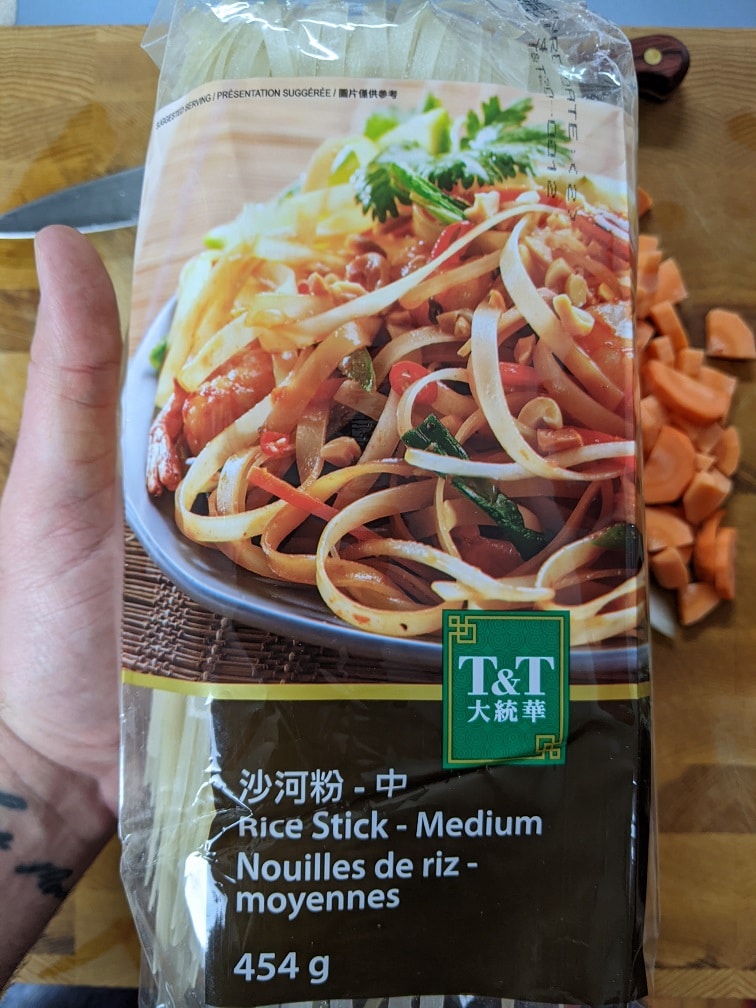 SUGGESTED SERVING / PRÉSENTATION SUGGÉRÉE / 圖片僅供參考
T&T
大統華
沙河粉 - 中
Rice Stick - Medium
Nouilles de riz -
moyennes
454 g